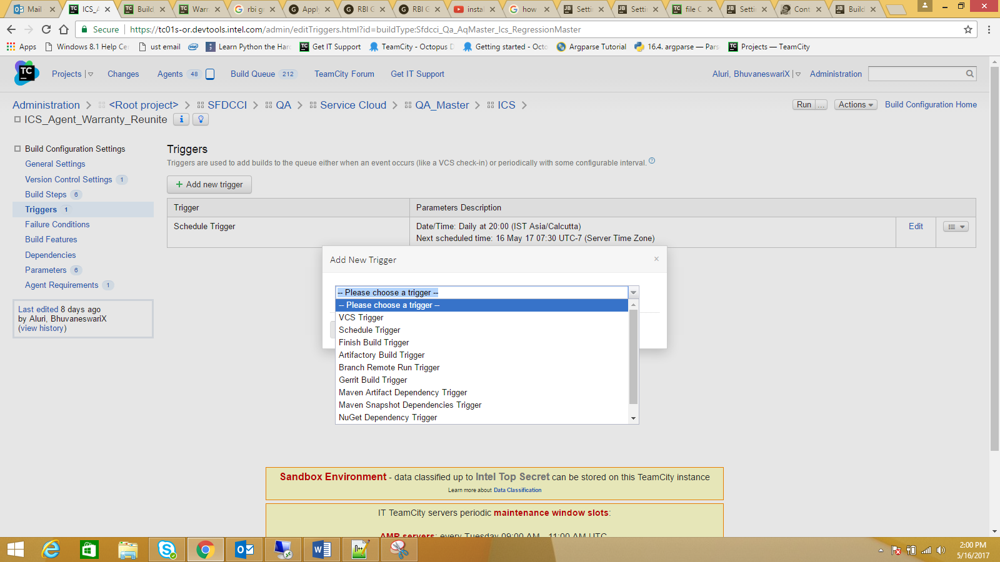 Mail
ICS_A
Build
Warr
rbi gr
Apply
RBI G
RBI G
instal
how
Settin
Settin
file C
Settin
Cont
Build
Secure
https://tc01s-or.devtools.intel.com/admin/editTriggers.html?id=buildType:Sfdcci_Qa_AqMaster_Ics_RegressionMaster
Apps
Windows 8.1 Help Ce
ust email
Learn Python the Har
Get IT Support
TeamCity - Octopus D
Getting started - Octo
Argparse Tutorial
16.4. argparse — Pars
Projects — TeamCity
TC
Projects
Changes
Agents 48
Build Queue 212
TeamCity Forum
Get IT Support
Aluri, BhuvaneswariX
Administration
Administration
<Root project>
SFDCCI
QA
Service Cloud
QA_Master
ICS
Run ...
Actions
Build Configuration Home
ICS_Agent_Warranty_Reunite
Build Configuration Settings
General Settings
Version Control Settings 1
Build Steps 6
Triggers 1
Failure Conditions
Build Features
Dependencies
Parameters 6
Agent Requirements 1
Last edited 8 days ago
by Aluri, BhuvaneswariX
(view history)
Triggers
Triggers are used to add builds to the queue either when an event occurs (like a VCS check-in) or periodically with some configurable interval.
+ Add new trigger
Trigger
Parameters Description
Schedule Trigger
Date/Time: Daily at 20:00 (IST Asia/Calcutta)
Next scheduled time: 16 May 17 07:30 UTC-7 (Server Time Zone)
Edit
Add New Trigger
-- Please choose a trigger --
-- Please choose a trigger --
VCS Trigger
Schedule Trigger
Finish Build Trigger
Artifactory Build Trigger
Branch Remote Run Trigger
Gerrit Build Trigger
Maven Artifact Dependency Trigger
Maven Snapshot Dependencies Trigger
NuGet Dependency Trigger
Sandbox Environment - data classified up to Intel Top Secret can be stored on this TeamCity instance
Learn more about Data Classification
IT TeamCity servers periodic maintenance window slots:
AMR servers: every Tuesday 09:00 AM - 11:00 AM UTC
2:00 PM
5/16/2017